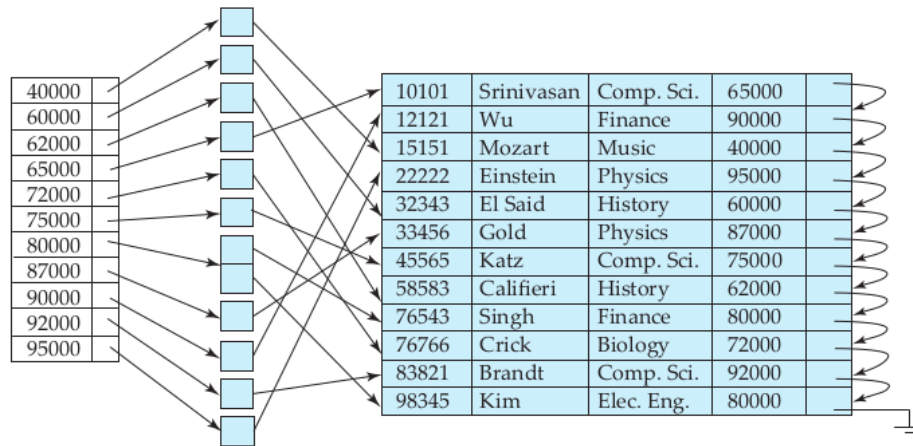 40000
60000
62000
65000
72000
75000
80000
87000
90000
92000
95000
10101 Srinivasan Comp. Sci. 65000
12121 Wu Finance 90000
15151 Mozart Music 40000
22222 Einstein Physics 95000
32343 El Said History 60000
33456 Gold Physics 87000
45565 Katz Comp. Sci. 75000
58583 Califieri History 62000
76543 Singh Finance 80000
76766 Crick Biology 72000
83821 Brandt Comp. Sci. 92000
98345 Kim Elec. Eng. 80000